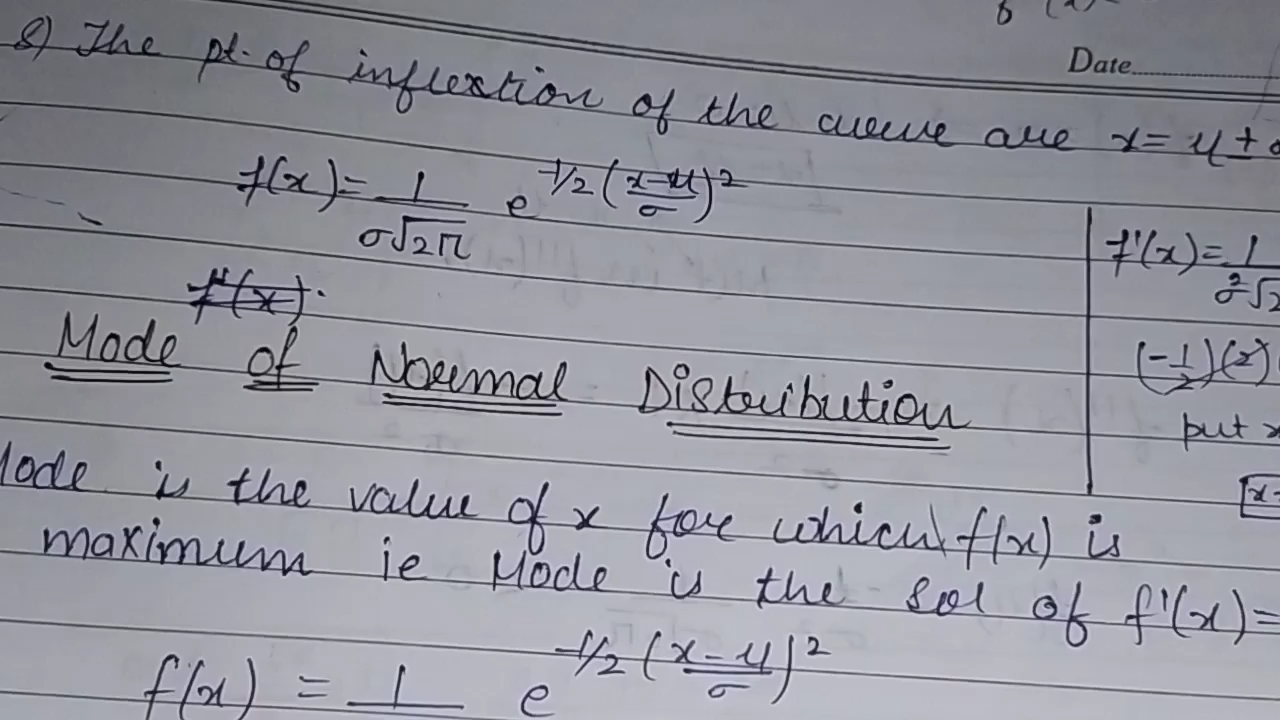 8) The pt. of inflextion of the curve are x = μ ±
Date
f(x) = 1/σ√2π e^-1/2 (x-μ/σ)²
f'(x) = 1
f''(x).
(-1/2)(2)
Mode of Normal Distribution
put
Mode is the value of x for which f(x) is
maximum ie Mode is the sol of f'(x) =
f(x) = 1 e^-1/2 (x-μ/σ)²